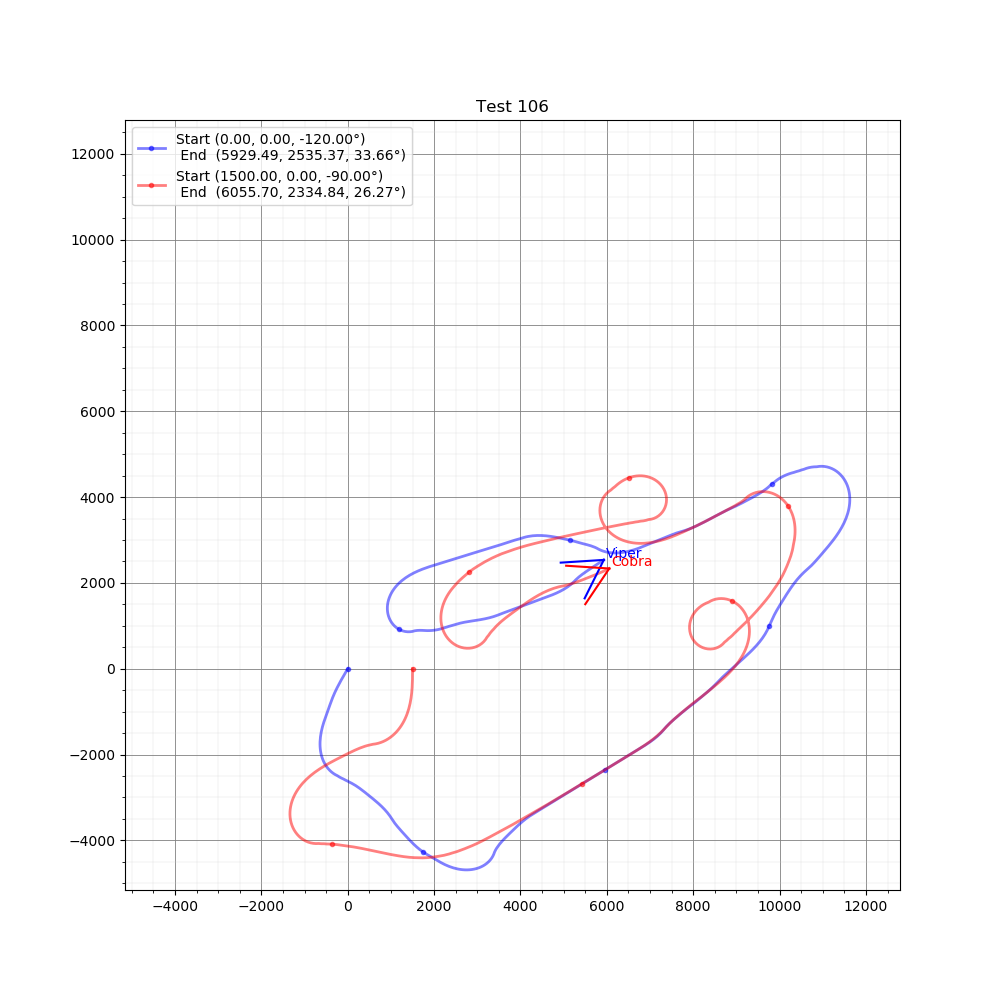 Test 106
Start (0.00, 0.00, -120.00°)
End  (5929.49, 2535.37, 33.66°)
Start (1500.00, 0.00, -90.00°)
End  (6055.70, 2334.84, 26.27°)
12000
10000
8000
6000
4000
2000
0
−2000
−4000
Viper
Cobra
−4000 −2000 0 2000 4000 6000 8000 10000 12000